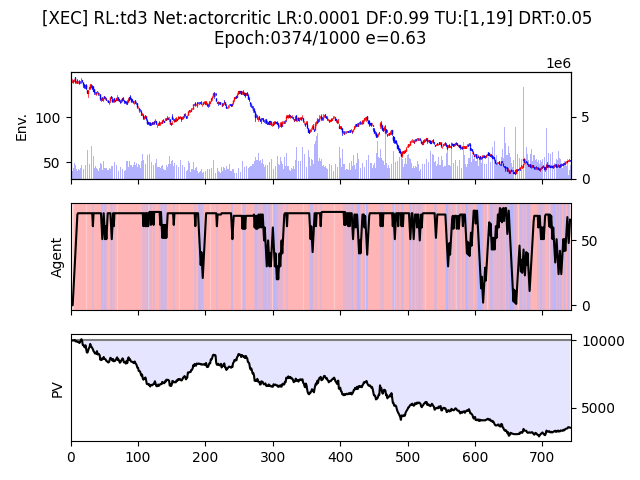 [XEC] RL:td3 Net:actorcritic LR:0.0001 DF:0.99 TU:[1,19] DRT:0.05
Epoch:0374/1000 e=0.63
1e6
Env.
100
50
5
0
Agent
50
0
PV
10000
5000
0 100 200 300 400 500 600 700